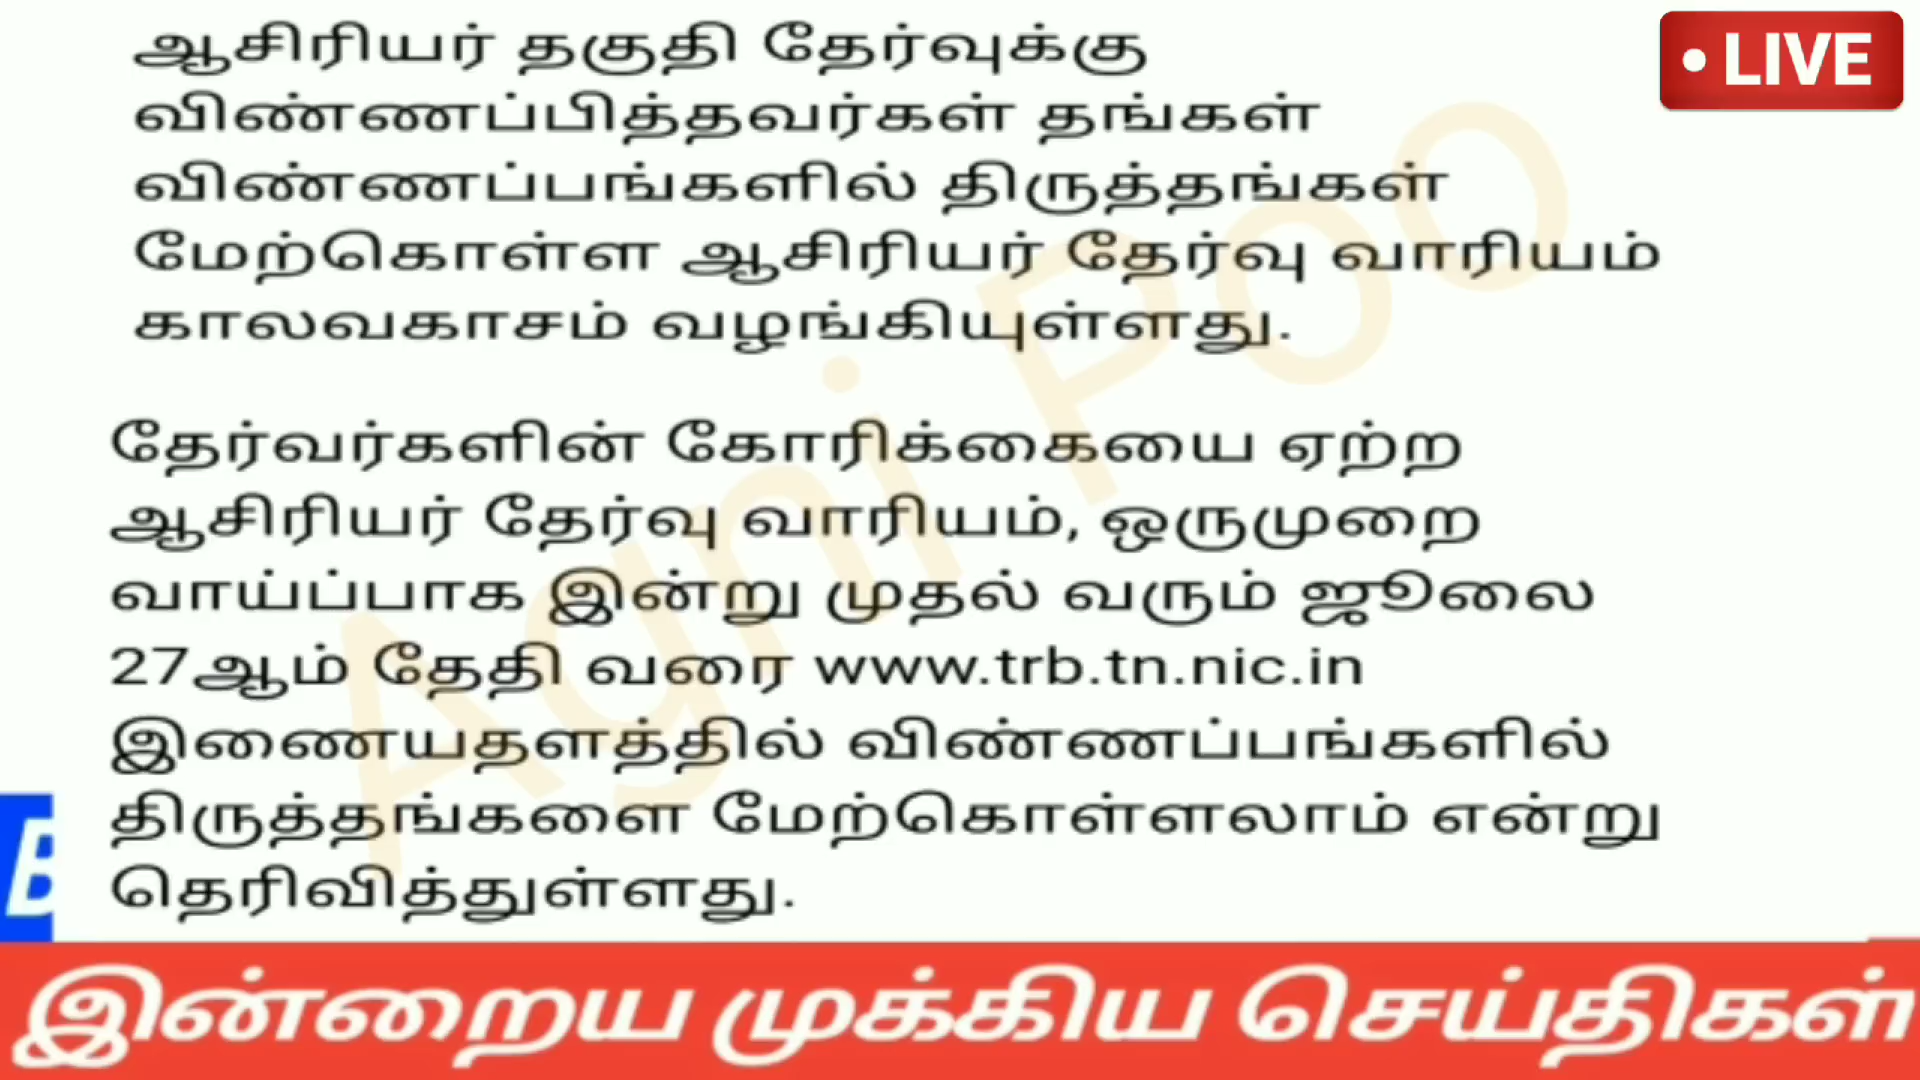 ஆசிரியர் தகுதி தேர்வுக்கு
LIVE
விண்ணப்பித்தவர்கள் தங்கள்
விண்ணப்பங்களில் திருத்தங்கள்
மேற்கொள்ள ஆசிரியர் தேர்வு வாரியம்
காலவகாசம் வழங்கியுள்ளது.
தேர்வர்களின் கோரிக்கையை ஏற்ற
ஆசிரியர் தேர்வு வாரியம், ஒருமுறை
வாய்ப்பாக இன்று முதல் வரும் ஜூலை
27ஆம் தேதி வரை www.trb.tn.nic.in
இணையதளத்தில் விண்ணப்பங்களில்
திருத்தங்களை மேற்கொள்ளலாம் என்று
தெரிவித்துள்ளது.
Agni Poo
B
இன்றைய முக்கிய செய்திகள்